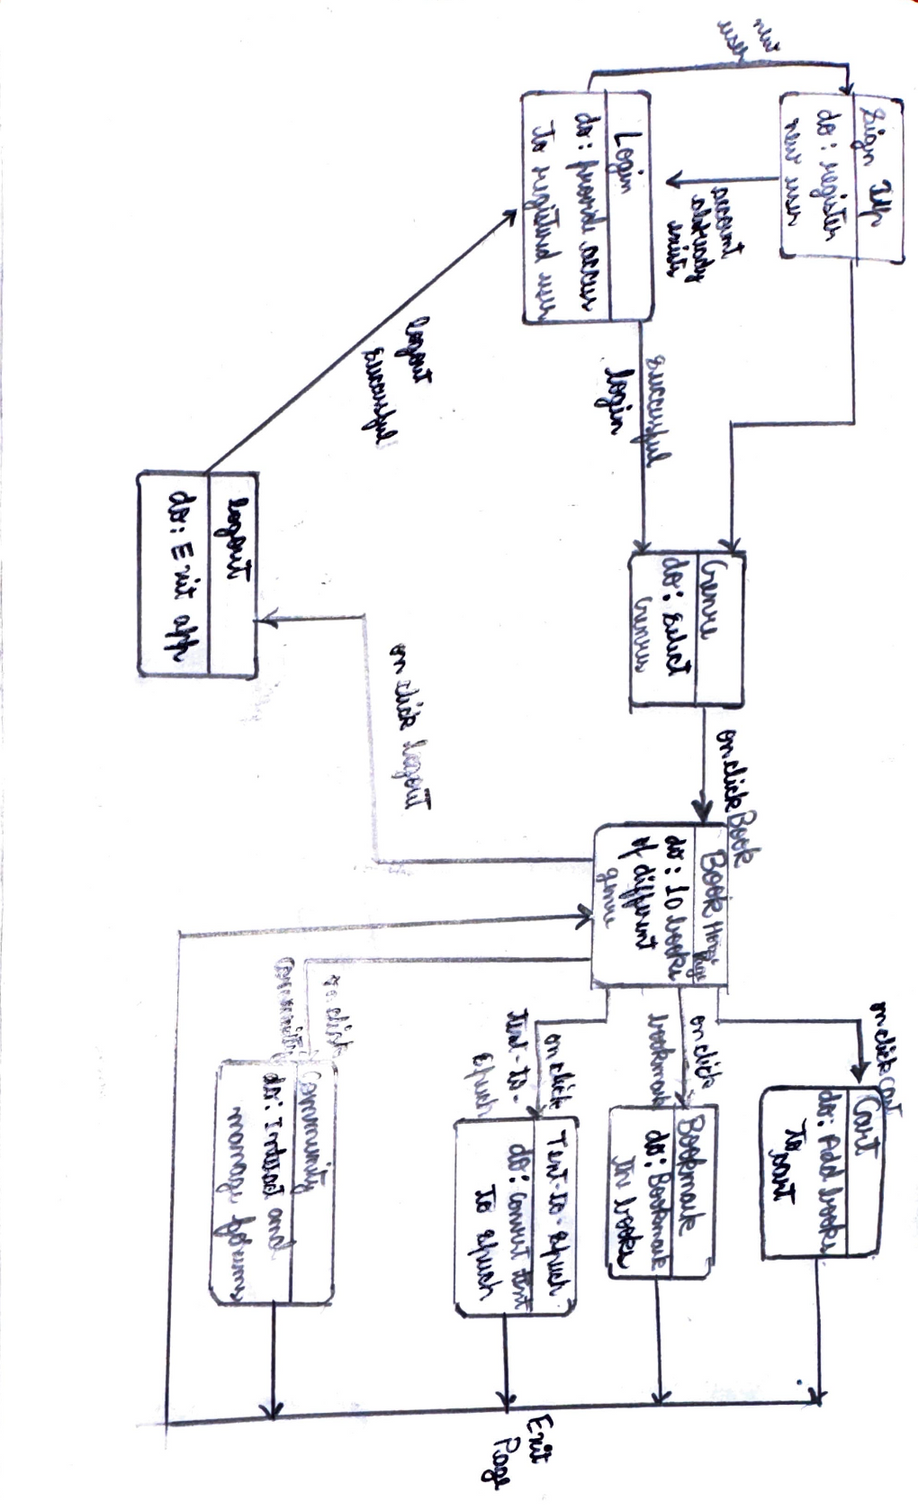 new
user
Sign Up
do: register
new user
account
already
exists
Login
do: provide access
to registered user
successful
login
logout
successful
logout
do: Exit app
on click logout
Genre
do: select
Genres
on click Book
Book Home
Page
do: 10 books
of different
genre
on click Cart
Cart
do: Add books
to cart
on click
bookmark
Bookmark
do: Bookmark
the books
on click
Text-to-
speech
Text-to-speech
do: convert text
to speech
on click
community
Community
do: Interact and
manage forums
Exit
Page